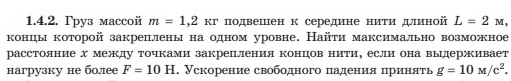 1.4.2. Груз массой m = 1,2 кг подвешен к середине нити длиной L = 2 м,
концы которой закреплены на одном уровне. Найти максимально возможное
расстояние x между точками закрепления концов нити, если она выдерживает
нагрузку не более F = 10 Н. Ускорение свободного падения принять g = 10 м/с².